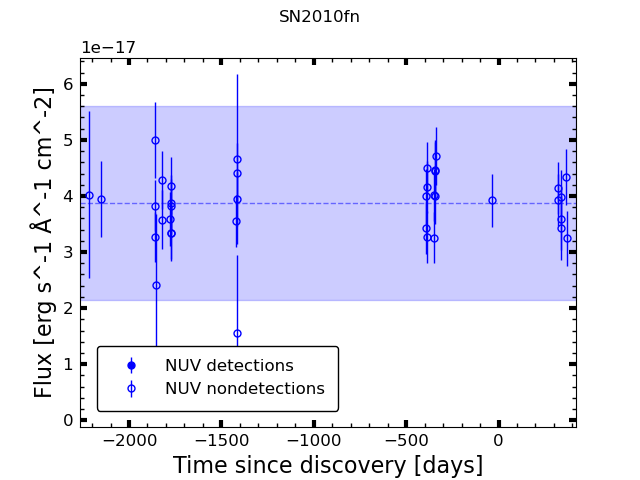 SN2010fn
1e−17
6
5
4
3
2
1
0
Flux [erg s^-1 Å^-1 cm^-2]
NUV detections
NUV nondetections
−2000 −1500 −1000 −500 0
Time since discovery [days]